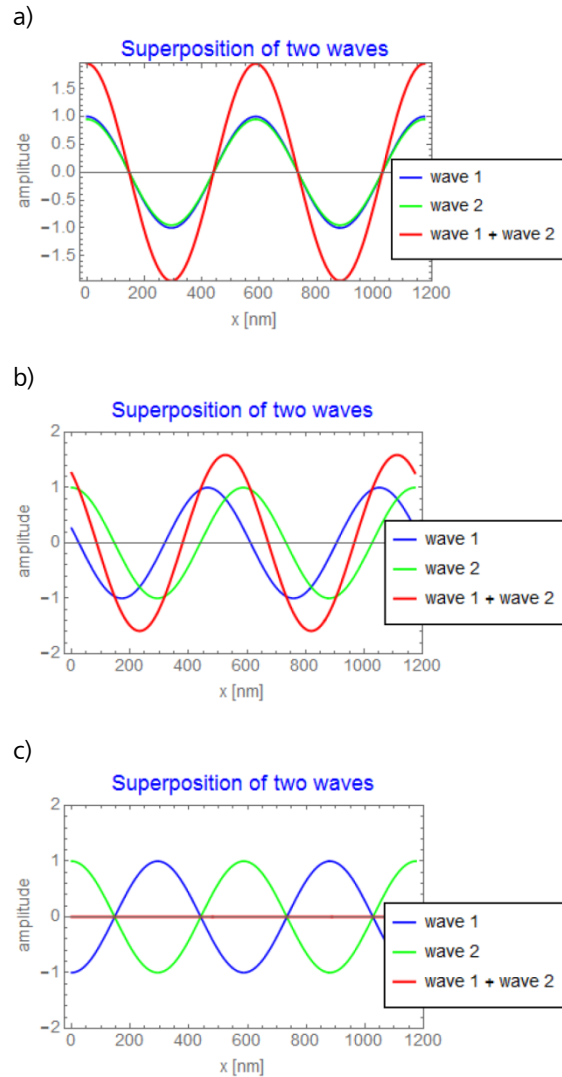 a)
Superposition of two waves
1.5
1.0
0.5
0.0
−0.5
−1.0
−1.5
amplitude
0 200 400 600 800 1000 1200
x [nm]
wave 1
wave 2
wave 1 + wave 2
b)
Superposition of two waves
2
1
0
−1
−2
amplitude
0 200 400 600 800 1000 1200
x [nm]
wave 1
wave 2
wave 1 + wave 2
c)
Superposition of two waves
2
1
0
−1
−2
amplitude
0 200 400 600 800 1000 1200
x [nm]
wave 1
wave 2
wave 1 + wave 2